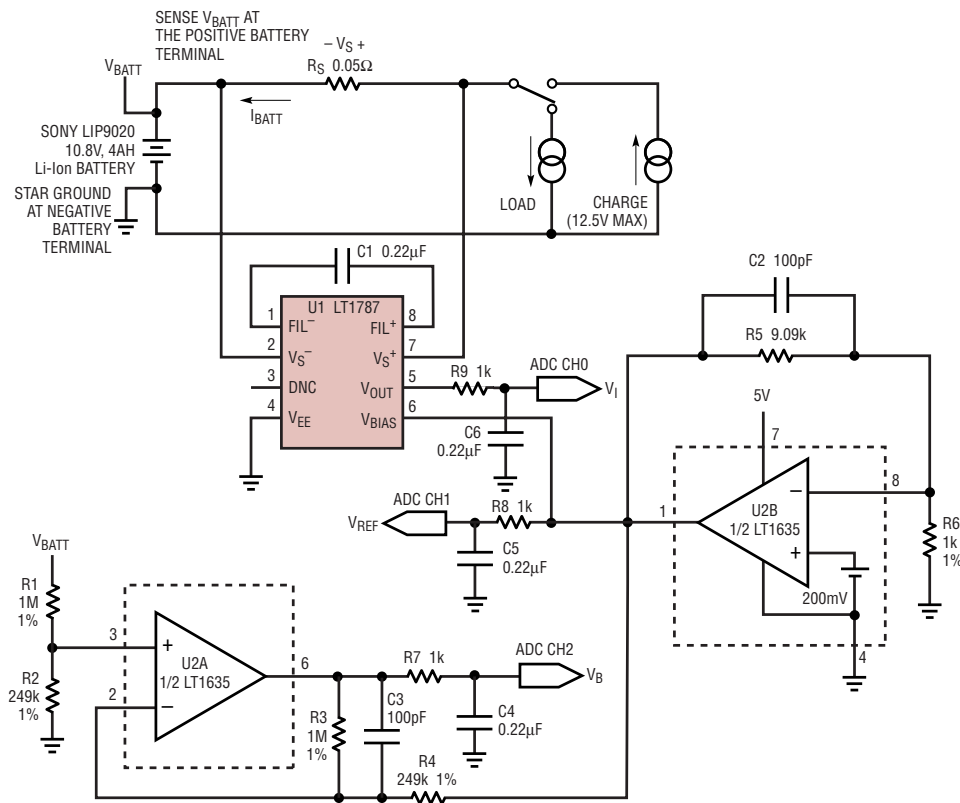 SENSE VBATT AT
THE POSITIVE BATTERY
TERMINAL
– VS +
RS 0.05Ω
VBATT
IBATT
SONY LIP9020
10.8V, 4AH
Li-Ion BATTERY
STAR GROUND
AT NEGATIVE
BATTERY
TERMINAL
LOAD
CHARGE
(12.5V MAX)
C1 0.22µF
U1 LT1787
1
FIL–
FIL+
8
2
VS–
VS+
7
3
DNC
VOUT
5
4
VEE
VBIAS
6
R9 1k
ADC CH0
VI
C6
0.22µF
C2 100pF
R5 9.09k
5V
7
8
1
U2B
1/2 LT1635
–
+
200mV
4
R6
1k
1%
ADC CH1
VREF
R8 1k
C5
0.22µF
VBATT
R1
1M
1%
R2
249k
1%
3
2
+
–
U2A
1/2 LT1635
6
R7 1k
ADC CH2
VB
R3
1M
1%
C3
100pF
C4
0.22µF
R4
249k 1%